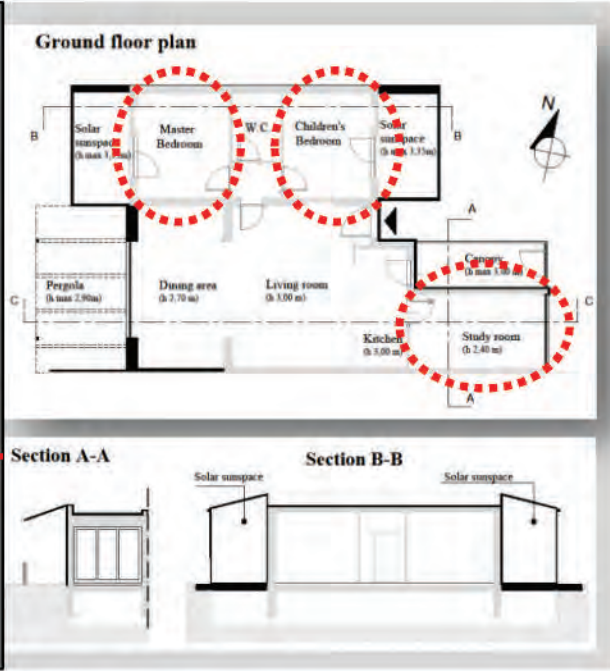 Ground floor plan
N
B
Solar
sunspace
(h max
Master
Bedroom
W C
Children's
Bedroom
Solar
sunspace
(h max 3,35m)
B
A
Canopy
(h max 3,00 m)
Pergola
(h max 2,90m)
Dining area
(h 2,70 m)
Living room
(h 3,00 m)
C
C
Kitchen
(h 3,00 m)
Study room
(h 2,40 m)
A
Section A-A
Section B-B
Solar sunspace
Solar sunspace